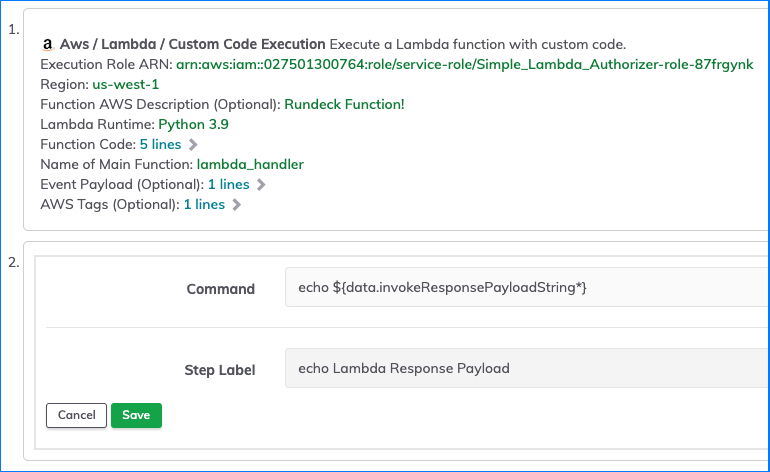 1.
a Aws / Lambda / Custom Code Execution Execute a Lambda function with custom code.
Execution Role ARN: arn:aws:iam::027501300764:role/service-role/Simple_Lambda_Authorizer-role-87frgynk
Region: us-west-1
Function AWS Description (Optional): Rundeck Function!
Lambda Runtime: Python 3.9
Function Code: 5 lines
Name of Main Function: lambda_handler
Event Payload (Optional): 1 lines
AWS Tags (Optional): 1 lines
2.
Command echo ${data.invokeResponsePayloadString*}
Step Label echo Lambda Response Payload
Cancel Save